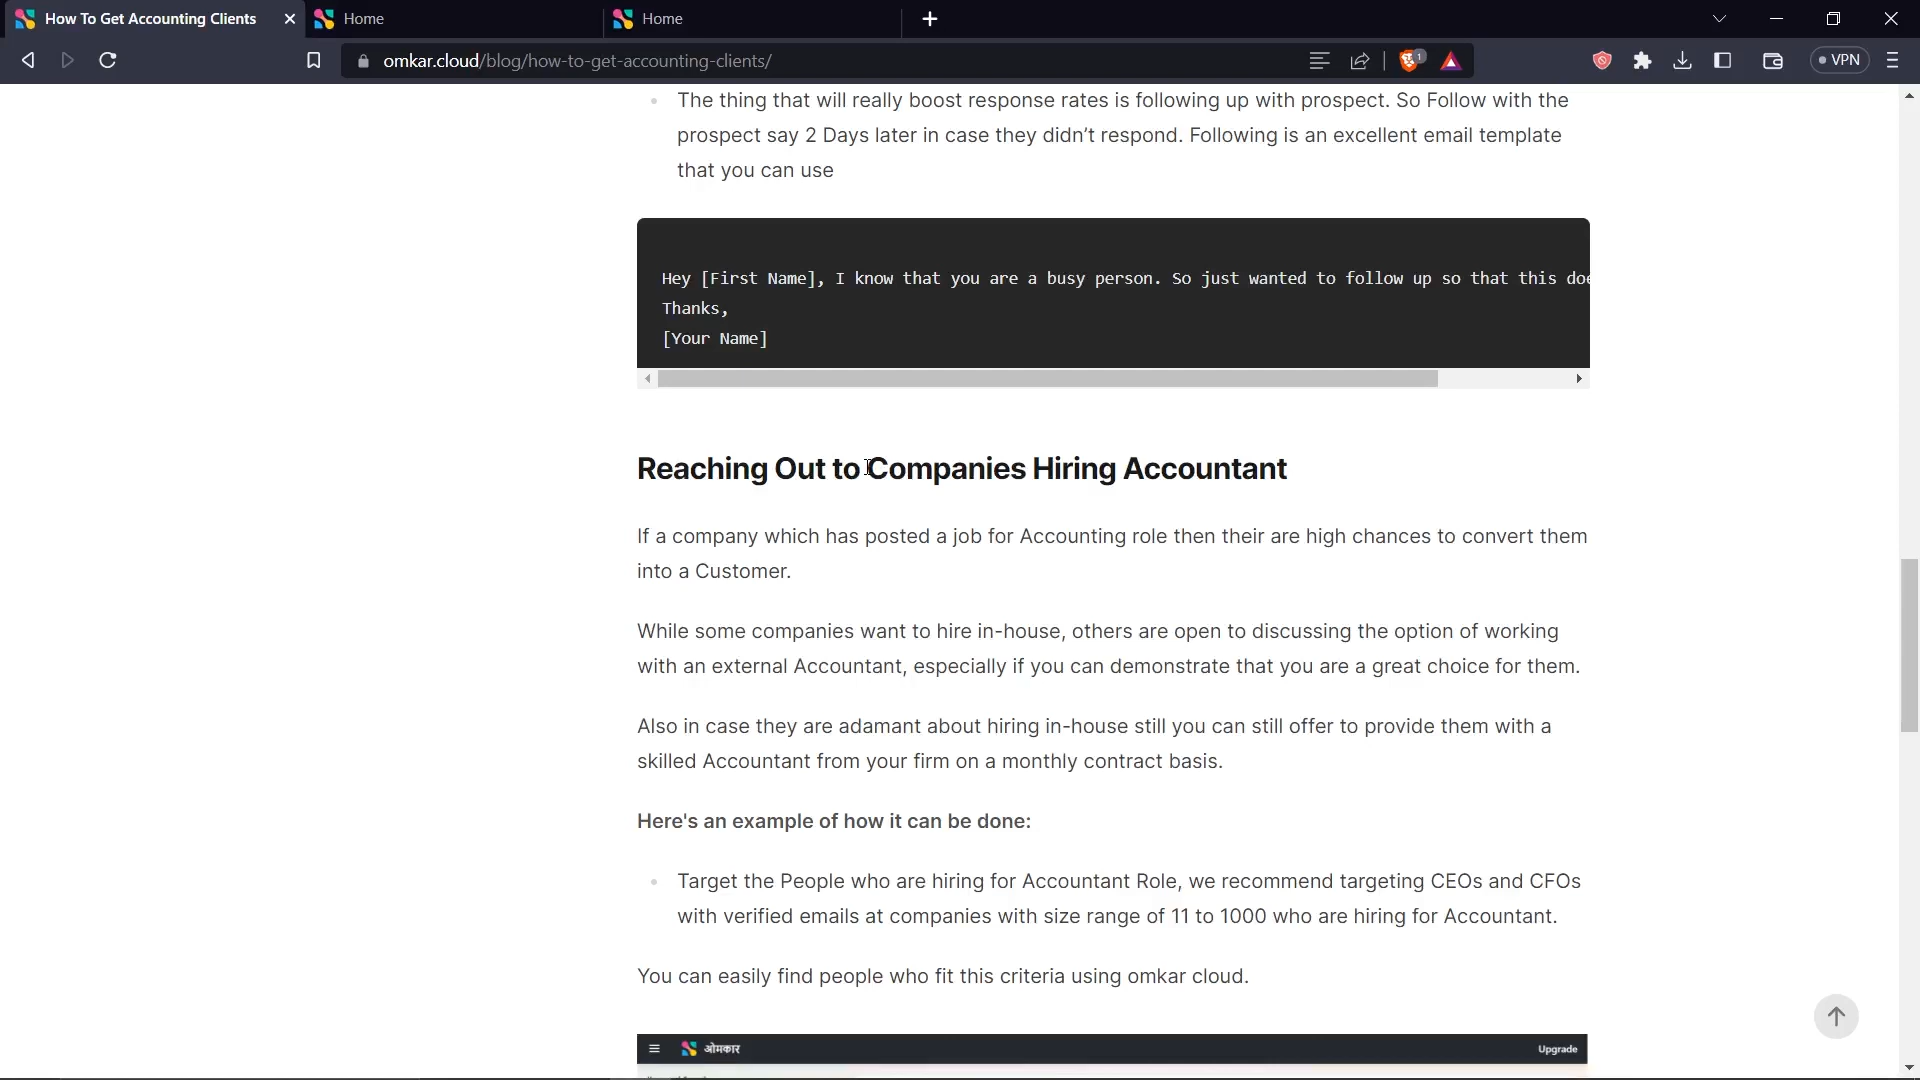 How To Get Accounting Clients
Home
Home
omkar.cloud/blog/how-to-get-accounting-clients/
1
VPN
The thing that will really boost response rates is following up with prospect. So Follow with the
prospect say 2 Days later in case they didn’t respond. Following is an excellent email template
that you can use
Hey [First Name], I know that you are a busy person. So just wanted to follow up so that this doe
Thanks,
[Your Name]
Reaching Out to Companies Hiring Accountant
If a company which has posted a job for Accounting role then their are high chances to convert them
into a Customer.
While some companies want to hire in-house, others are open to discussing the option of working
with an external Accountant, especially if you can demonstrate that you are a great choice for them.
Also in case they are adamant about hiring in-house still you can still offer to provide them with a
skilled Accountant from your firm on a monthly contract basis.
Here's an example of how it can be done:
Target the People who are hiring for Accountant Role, we recommend targeting CEOs and CFOs
with verified emails at companies with size range of 11 to 1000 who are hiring for Accountant.
You can easily find people who fit this criteria using omkar cloud.
ओमकार
Upgrade